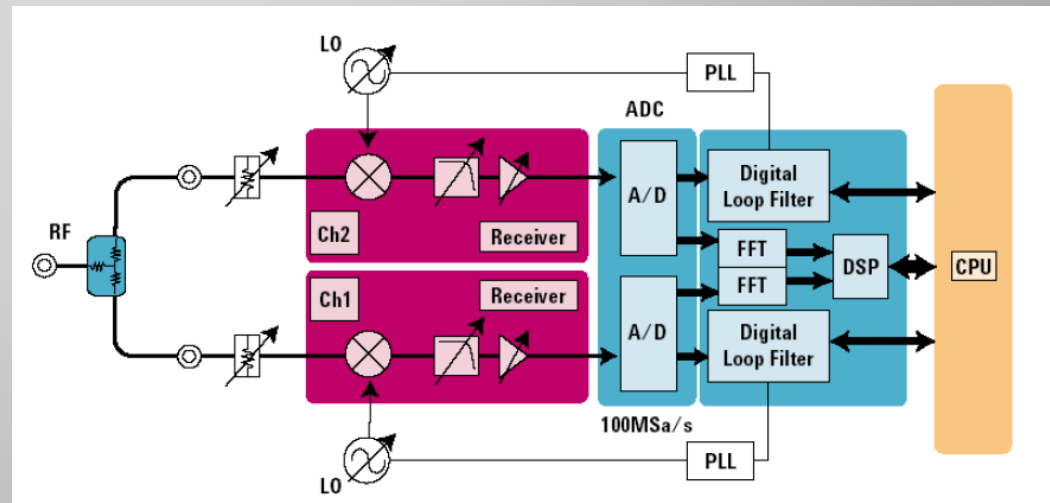 LO
PLL
ADC
RF
Ch2
Receiver
A/D
Digital
Loop Filter
FFT
FFT
DSP
CPU
Ch1
Receiver
A/D
Digital
Loop Filter
100MSa/s
PLL
LO